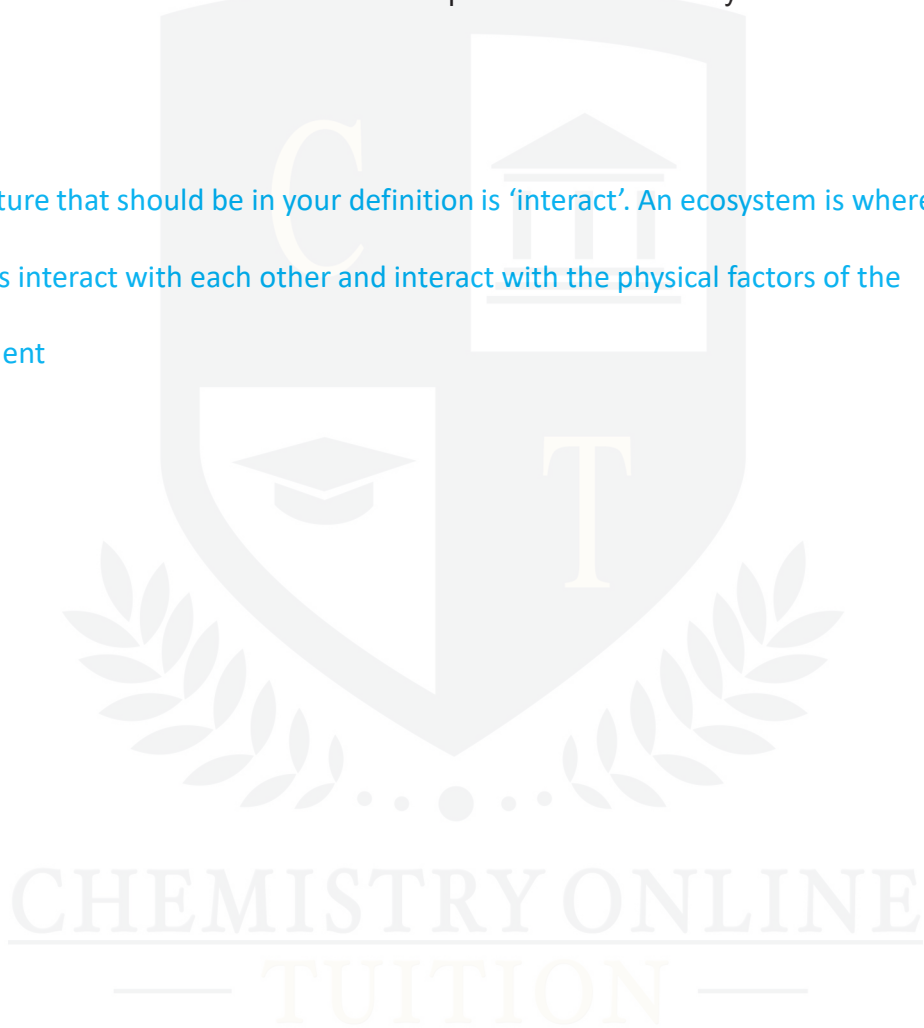 ture that should be in your definition is ‘interact’. An ecosystem is where
s interact with each other and interact with the physical factors of the
ent
C
T
CHEMISTRY ONLINE
TUITION